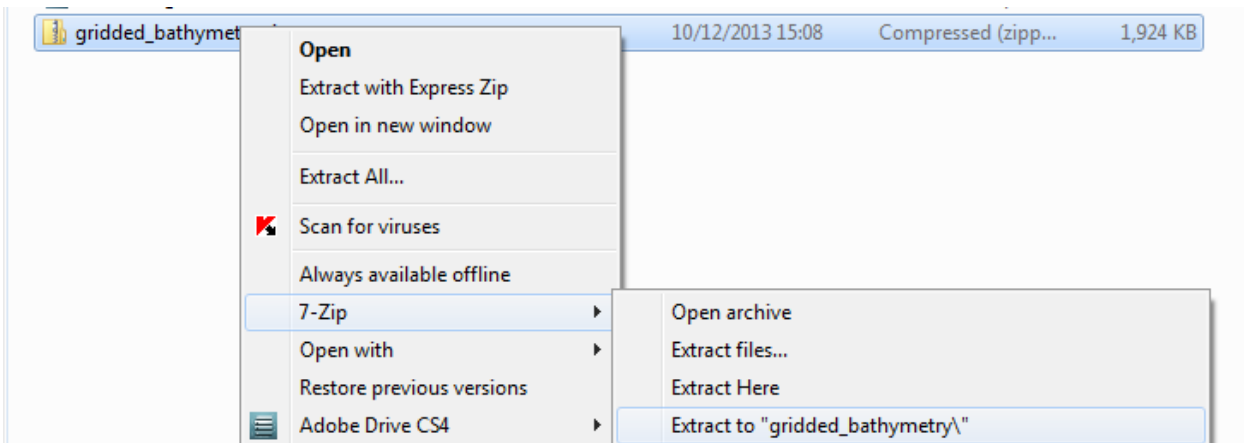 gridded_bathymet 10/12/2013 15:08 Compressed (zipp... 1,924 KB
Open
Extract with Express Zip
Open in new window
Extract All...
Scan for viruses
Always available offline
7-Zip
Open archive
Open with
Extract files...
Restore previous versions
Extract Here
Adobe Drive CS4
Extract to "gridded_bathymetry\"